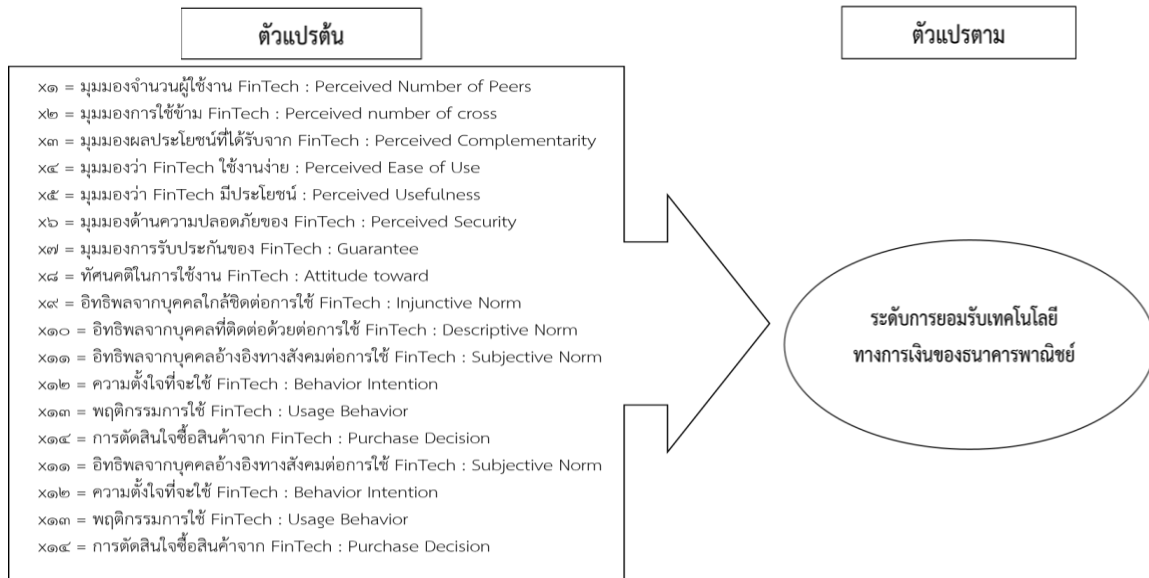 ตัวแปรต้น
ตัวแปรตาม
x๑ = มุมมองจำนวนผู้ใช้งาน FinTech : Perceived Number of Peers
x๒ = มุมมองการใช้ข้าม FinTech : Perceived number of cross
x๓ = มุมมองผลประโยชน์ที่ได้รับจาก FinTech : Perceived Complementarity
x๔ = มุมมองว่า FinTech ใช้งานง่าย : Perceived Ease of Use
x๕ = มุมมองว่า FinTech มีประโยชน์ : Perceived Usefulness
x๖ = มุมมองด้านความปลอดภัยของ FinTech : Perceived Security
x๗ = มุมมองการรับประกันของ FinTech : Guarantee
x๘ = ทัศนคติในการใช้งาน FinTech : Attitude toward
x๙ = อิทธิพลจากบุคคลใกล้ชิดต่อการใช้ FinTech : Injunctive Norm
x๑๐ = อิทธิพลจากบุคคลที่ติดต่อด้วยต่อการใช้ FinTech : Descriptive Norm
x๑๑ = อิทธิพลจากบุคคลอ้างอิงทางสังคมต่อการใช้ FinTech : Subjective Norm
x๑๒ = ความตั้งใจที่จะใช้ FinTech : Behavior Intention
x๑๓ = พฤติกรรมการใช้ FinTech : Usage Behavior
x๑๔ = การตัดสินใจซื้อสินค้าจาก FinTech : Purchase Decision
x๑๑ = อิทธิพลจากบุคคลอ้างอิงทางสังคมต่อการใช้ FinTech : Subjective Norm
x๑๒ = ความตั้งใจที่จะใช้ FinTech : Behavior Intention
x๑๓ = พฤติกรรมการใช้ FinTech : Usage Behavior
x๑๔ = การตัดสินใจซื้อสินค้าจาก FinTech : Purchase Decision
ระดับการยอมรับเทคโนโลยี
ทางการเงินของธนาคารพาณิชย์